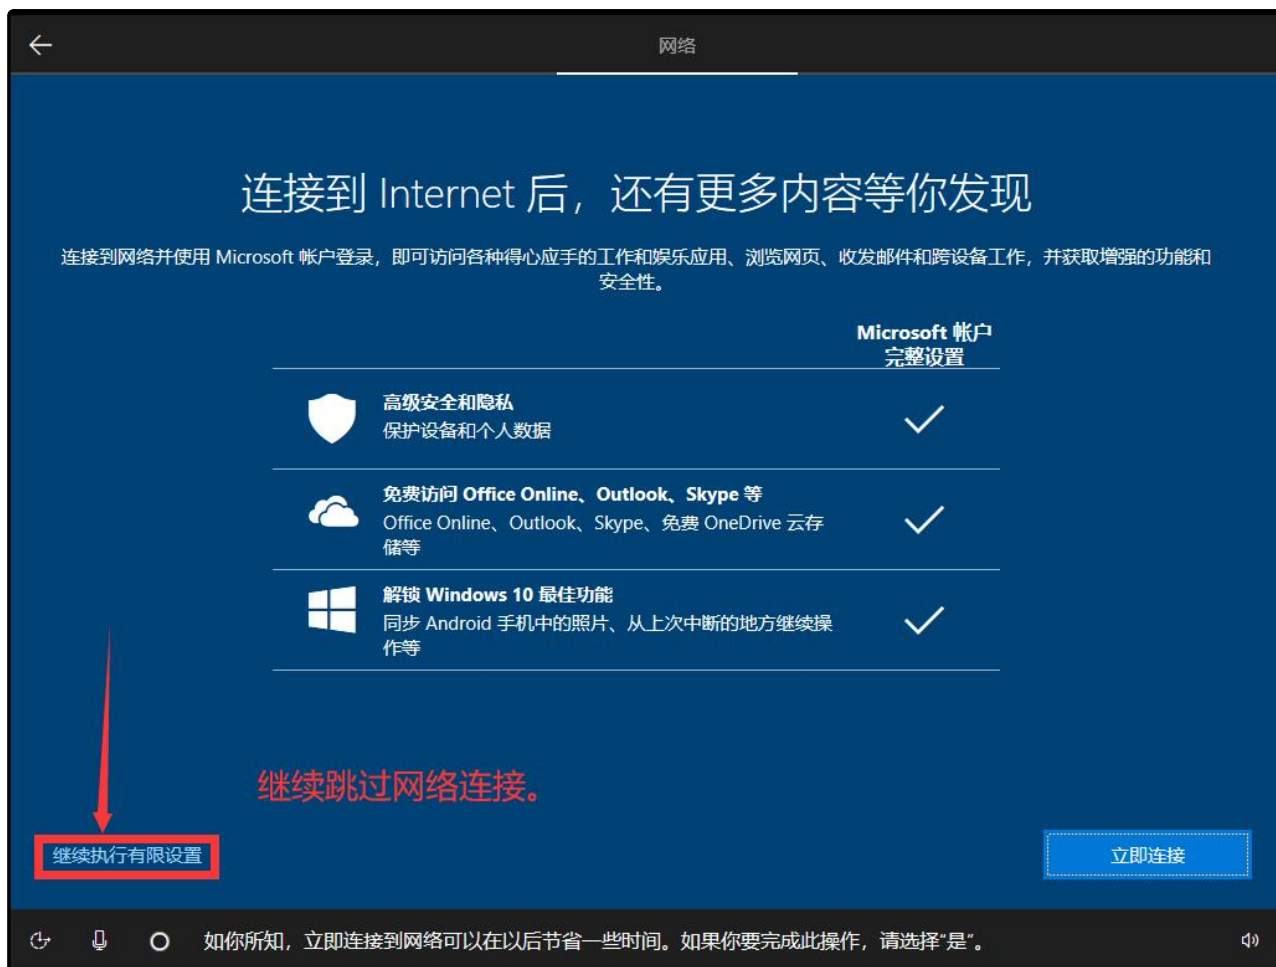 网络
连接到 Internet 后，还有更多内容等你发现
连接到网络并使用 Microsoft 帐户登录，即可访问各种得心应手的工作和娱乐应用、浏览网页、收发邮件和跨设备工作，并获取增强的功能和
安全性。
Microsoft 帐户
完整设置
高级安全和隐私
保护设备和个人数据
免费访问 Office Online、Outlook、Skype 等
Office Online、Outlook、Skype、免费 OneDrive 云存
储等
解锁 Windows 10 最佳功能
同步 Android 手机中的照片、从上次中断的地方继续操
作等
继续跳过网络连接。
继续执行有限设置
立即连接
如你所知，立即连接到网络可以在以后节省一些时间。如果你要完成此操作，请选择“是”。